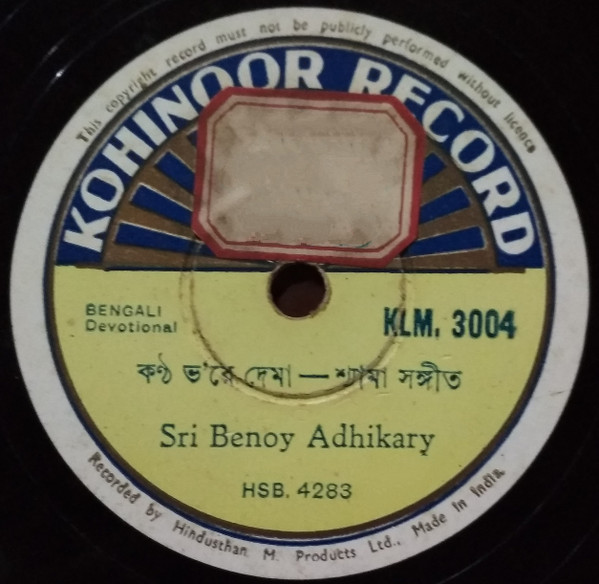 This copyright record must not be publicly performed without licence
KOHINOOR RECORD
BENGALI
Devotional
KLM. 3004
কণ্ঠ ভ'রে দেমা — শ্যামা সঙ্গীত
Sri Benoy Adhikary
HSB. 4283
Recorded by Hindusthan M. Products Ltd., Made in India